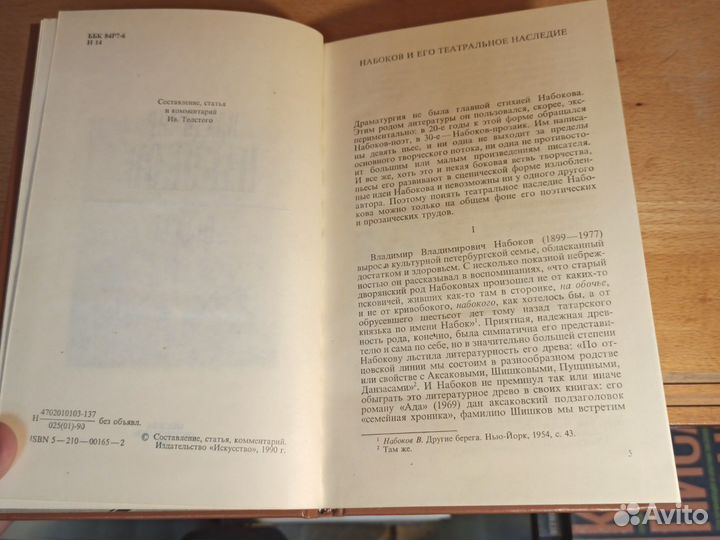 ББК 84Р7-6
Н 14
Составление, статья
и комментарий
Ив. Толстого
Н 4702010103-137 без объявл.
025(01)-90
ISBN 5—210—00165—2
© Составление, статья, комментарий.
Издательство «Искусство», 1990 г.
НАБОКОВ И ЕГО ТЕАТРАЛЬНОЕ НАСЛЕДИЕ
Драматургия не была главной стихией Набокова.
Этим родом литературы он пользовался, скорее, экс-
периментально: в 20-е годы к этой форме обращался
Набоков-поэт, в 30-е — Набоков-прозаик. Им написа-
ны девять пьес, и ни одна не выходит за пределы
основного творческого потока, ни одна не противосто-
ит большим или малым произведениям писателя.
И все же, хоть это и некая боковая ветвь творчества,
пьесы его развивают в сценической форме излюблен-
ные идеи Набокова и невозможны ни у одного другого
автора. Поэтому понять театральное наследие Набо-
кова можно только на общем фоне его поэтических
и прозаических трудов.
I
Владимир Владимирович Набоков (1899—1977)
вырос в культурной петербургской семье, обласканный
достатком и здоровьем. С несколько показной небреж-
ностью он рассказывал в воспоминаниях, «что старый
дворянский род Набоковых произошел не от каких-то
псковичей, живших как-то там в сторонке, на обочье,
и не от кривобокого, набокого, как хотелось бы, а от
обрусевшего шестьсот лет тому назад татарского
князька по имени Набок»¹. Приятная, надежная древ-
ность рода, конечно, была симпатична его представи-
телю и сама по себе, но в значительно большей степени
Набокову льстила литературность его древа: «По от-
цовской линии мы состоим в разнообразном родстве
или свойстве с Аксаковыми, Шишковыми, Пущиными,
Данзасами»². И Набоков не преминул так или иначе
обыграть это литературное древо в своих книгах: его
роману «Ада» (1969) дан аксаковский подзаголовок
«семейная хроника», фамилию Шишков мы встретим
¹ Набоков В. Другие берега. Нью-Йорк, 1954, с. 43.
² Там же.
5
Avito